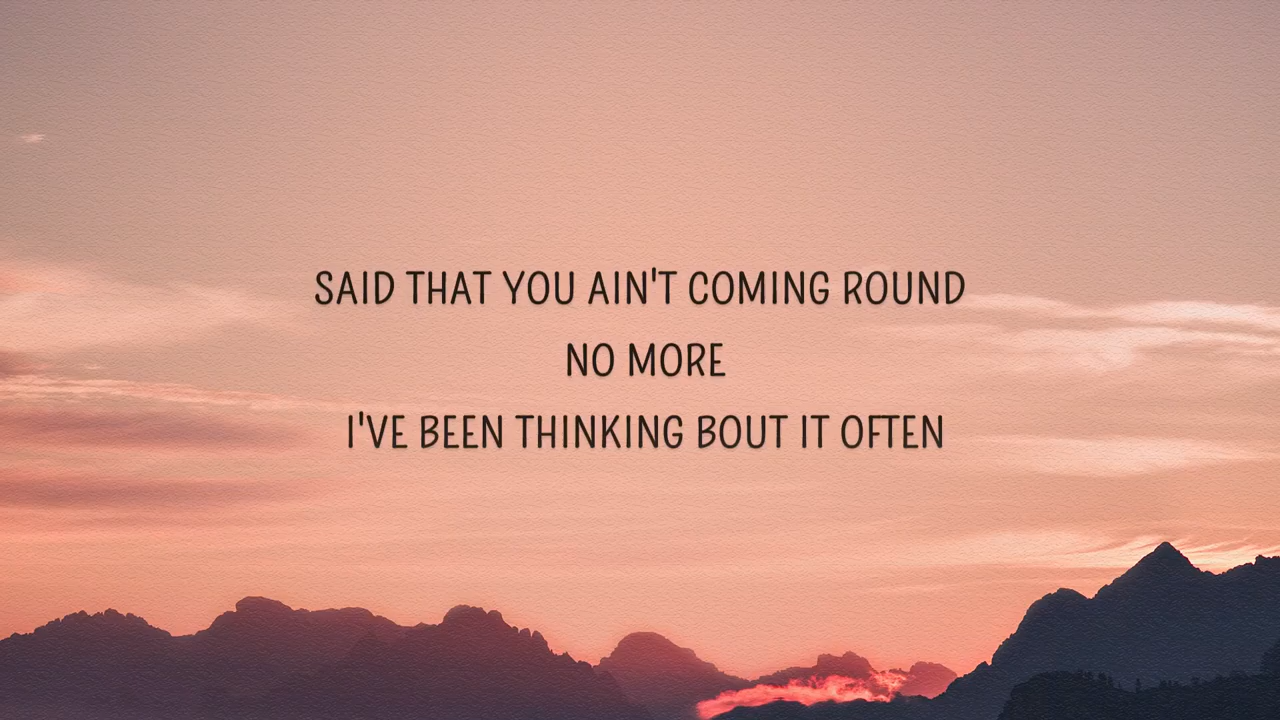 SAID THAT YOU AIN'T COMING ROUND
NO MORE
I'VE BEEN THINKING BOUT IT OFTEN